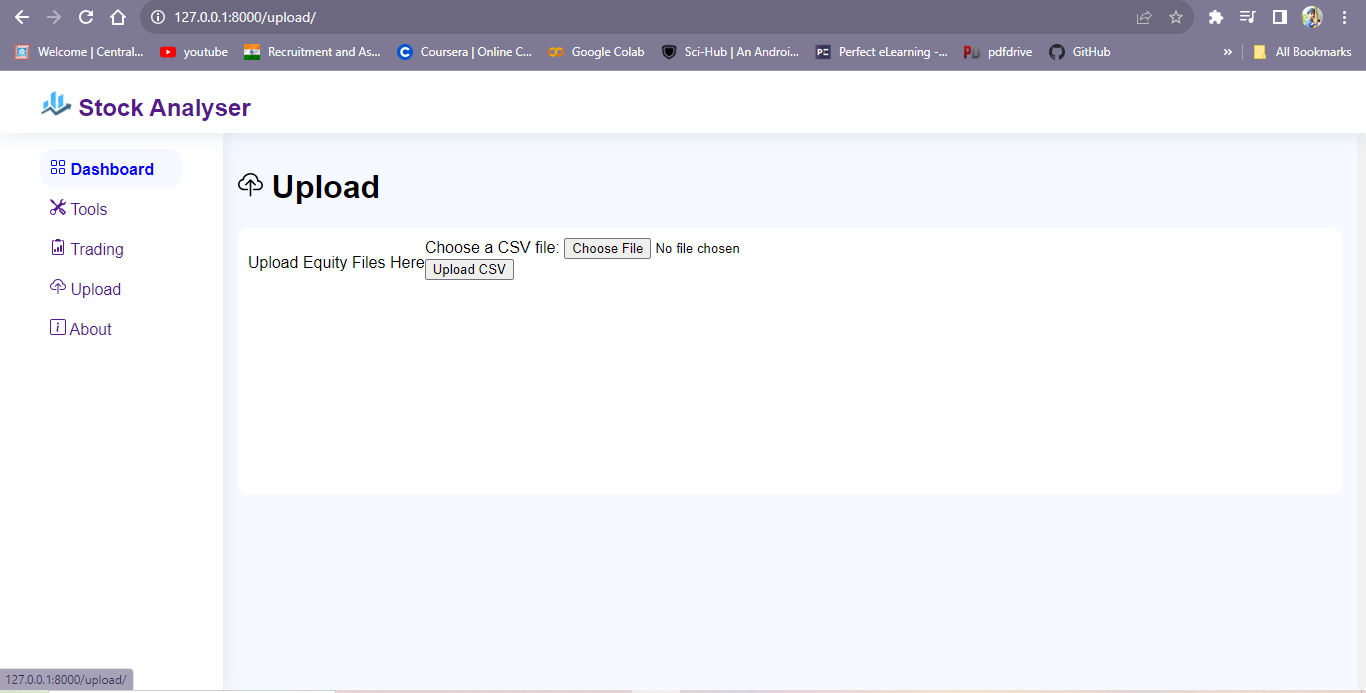 127.0.0.1:8000/upload/
Welcome | Central... youtube Recruitment and As... Coursera | Online C... Google Colab Sci-Hub | An Androi... Perfect eLearning -... pdfdrive GitHub » All Bookmarks
Stock Analyser
Dashboard
Tools
Trading
Upload
About
Upload
Upload Equity Files Here
Choose a CSV file: Choose File No file chosen
Upload CSV
127.0.0.1:8000/upload/